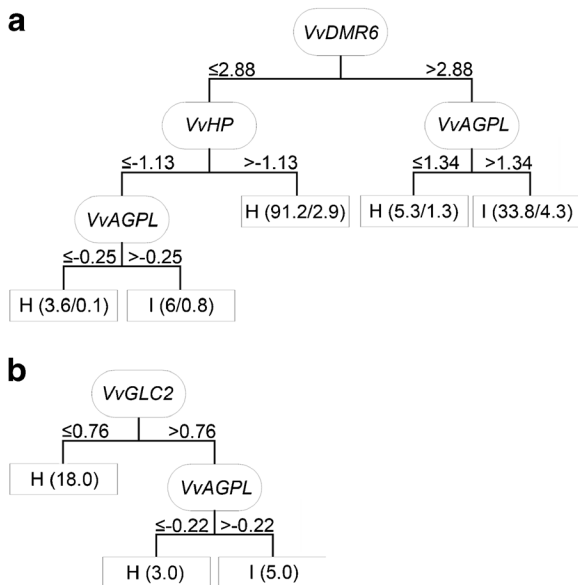 a
VvDMR6
≤2.88 >2.88
VvHP VvAGPL
≤-1.13 >-1.13 ≤1.34 >1.34
VvAGPL H (91.2/2.9) H (5.3/1.3) I (33.8/4.3)
≤-0.25 >-0.25
H (3.6/0.1) I (6/0.8)
b
VvGLC2
≤0.76 >0.76
H (18.0) VvAGPL
≤-0.22 >-0.22
H (3.0) I (5.0)